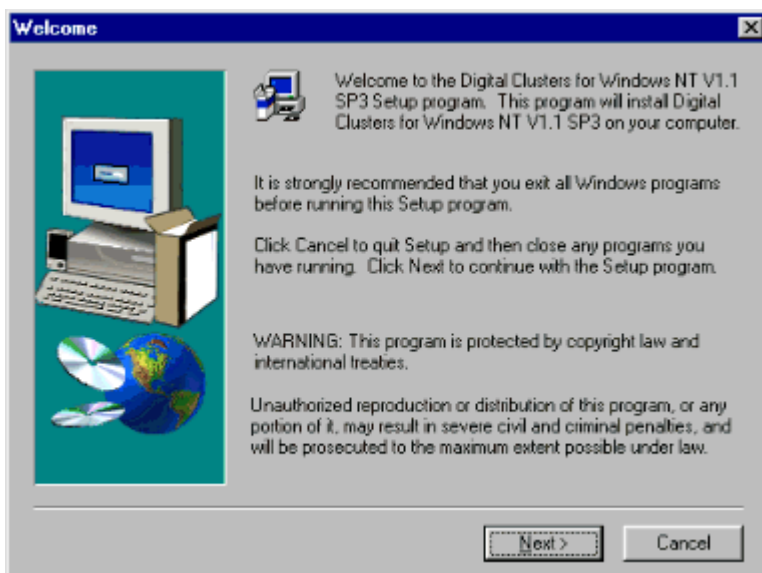 Welcome
Welcome to the Digital Clusters for Windows NT V1.1
SP3 Setup program. This program will install Digital
Clusters for Windows NT V1.1 SP3 on your computer.
It is strongly recommended that you exit all Windows programs
before running this Setup program.
Click Cancel to quit Setup and then close any programs you
have running. Click Next to continue with the Setup program.
WARNING: This program is protected by copyright law and
international treaties.
Unauthorized reproduction or distribution of this program, or any
portion of it, may result in severe civil and criminal penalties, and
will be prosecuted to the maximum extent possible under law.
Next >
Cancel